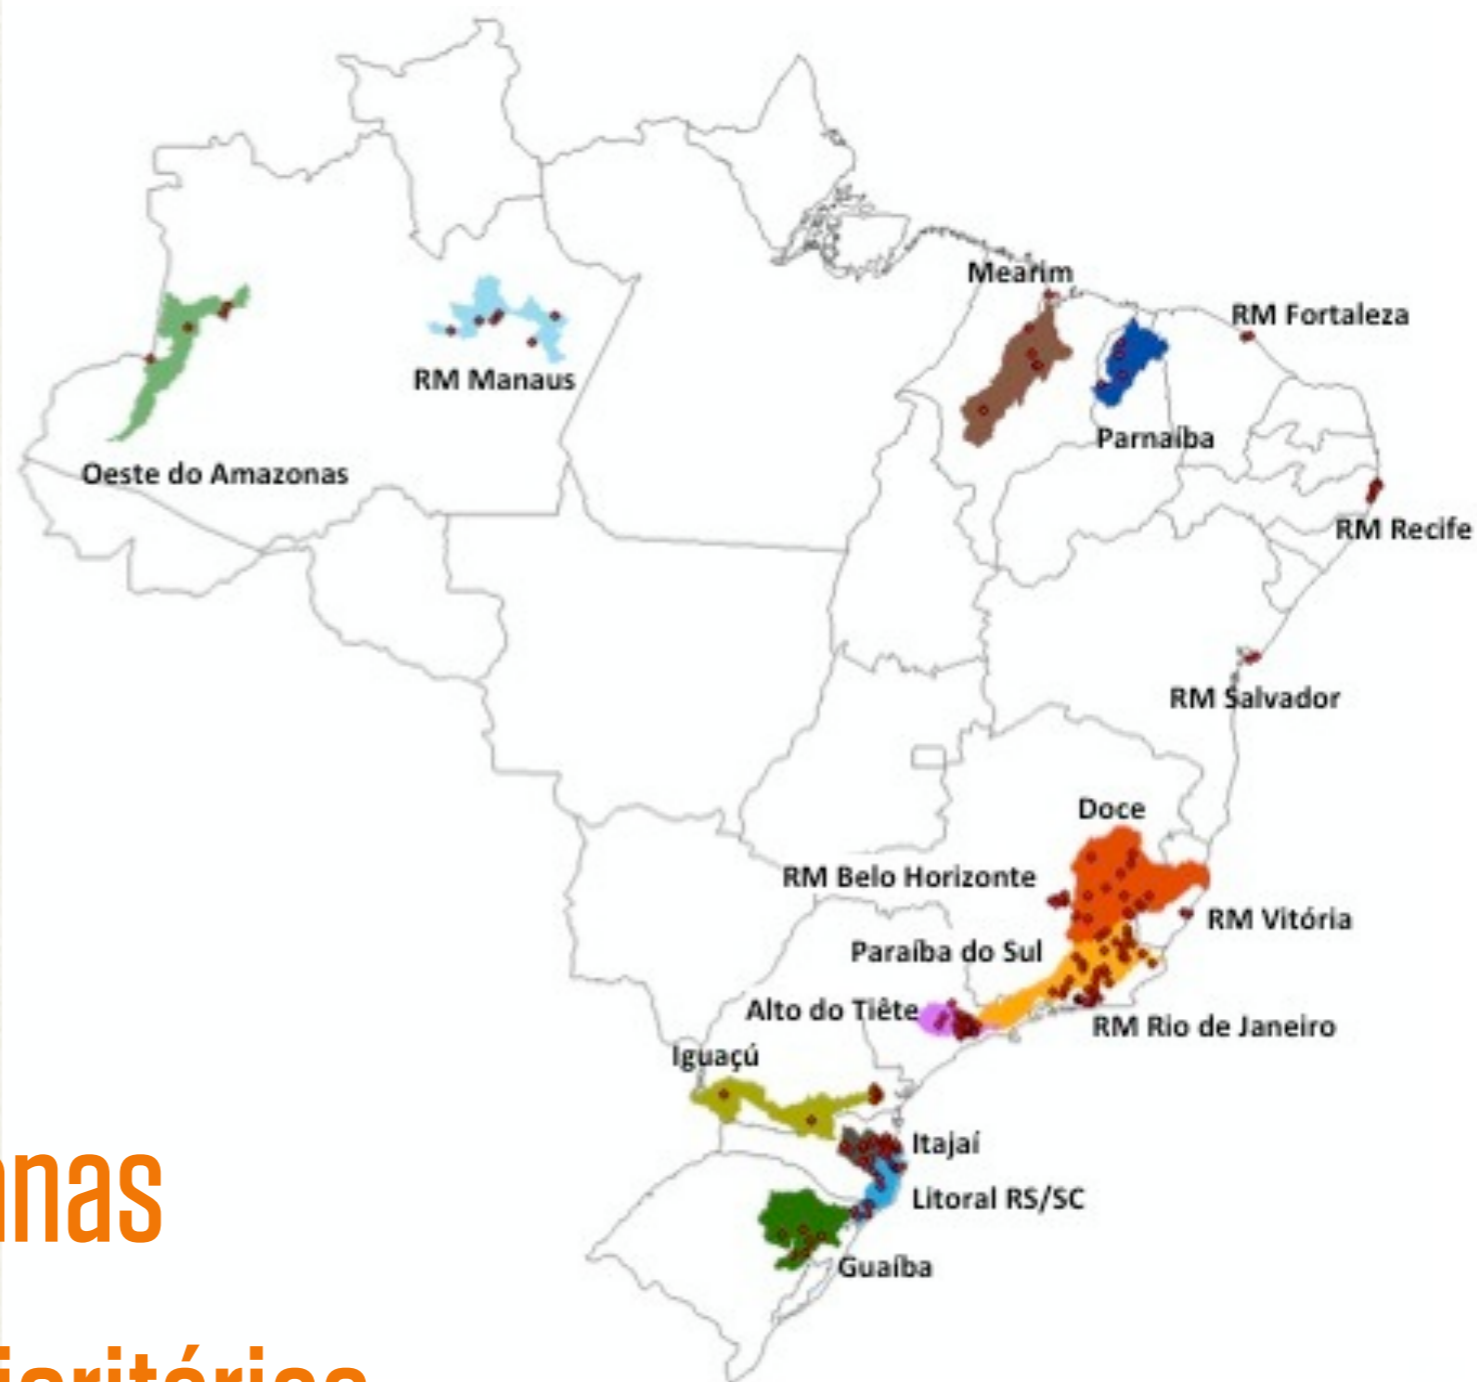 Mearim
RM Fortaleza
RM Manaus
Parnaíba
Oeste do Amazonas
RM Recife
RM Salvador
Doce
RM Belo Horizonte
RM Vitória
Paraíba do Sul
Alto do Tiête
RM Rio de Janeiro
Iguaçú
Itajaí
nas
Litoral RS/SC
Guaíba